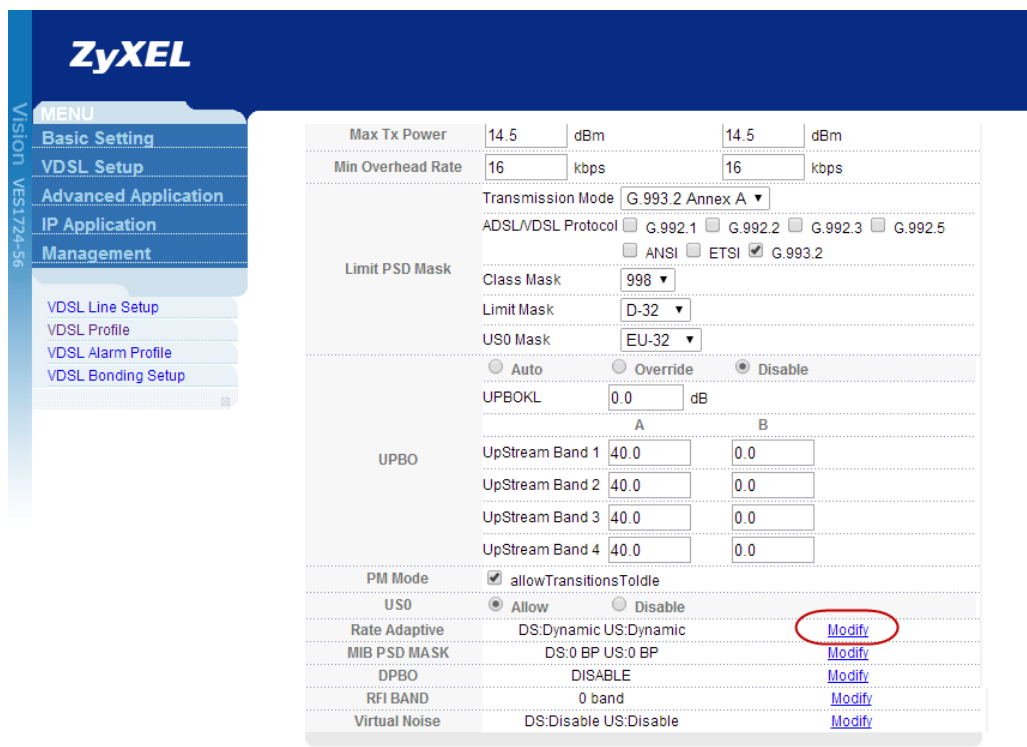 ZyXEL
Vision VES1724-56
MENU
Basic Setting
VDSL Setup
Advanced Application
IP Application
Management
VDSL Line Setup
VDSL Profile
VDSL Alarm Profile
VDSL Bonding Setup
Max Tx Power 14.5 dBm 14.5 dBm
Min Overhead Rate 16 kbps 16 kbps
Limit PSD Mask
Transmission Mode G.993.2 Annex A
ADSL/VDSL Protocol G.992.1 G.992.2 G.992.3 G.992.5
ANSI ETSI G.993.2
Class Mask 998
Limit Mask D-32
US0 Mask EU-32
UPBO
Auto Override Disable
UPBOKL 0.0 dB
A B
UpStream Band 1 40.0 0.0
UpStream Band 2 40.0 0.0
UpStream Band 3 40.0 0.0
UpStream Band 4 40.0 0.0
PM Mode allowTransitionsToIdle
US0 Allow Disable
Rate Adaptive DS:Dynamic US:Dynamic Modify
MIB PSD MASK DS:0 BP US:0 BP Modify
DPBO DISABLE Modify
RFI BAND 0 band Modify
Virtual Noise DS:Disable US:Disable Modify